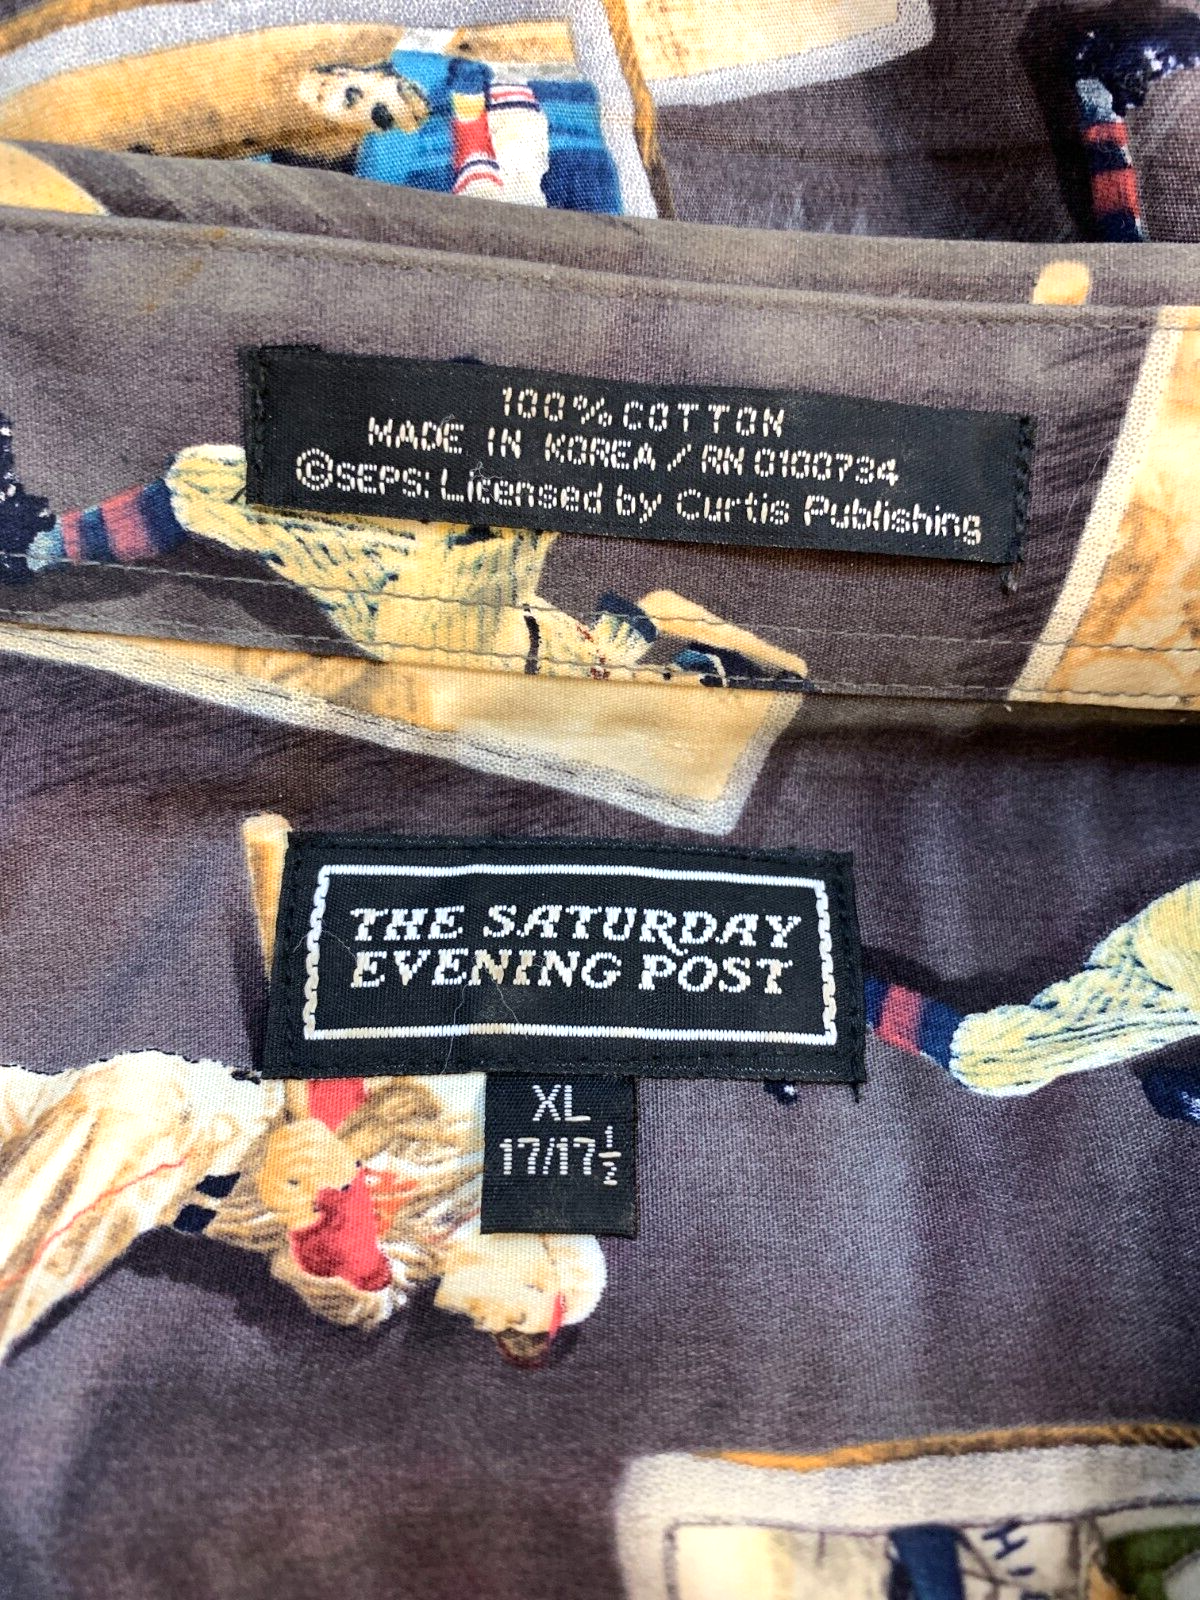 100% COTTON
MADE IN KOREA / RN 0100734
©SEPS: Licensed by Curtis Publishing
THE SATURDAY
EVENING POST
XL
17/17½